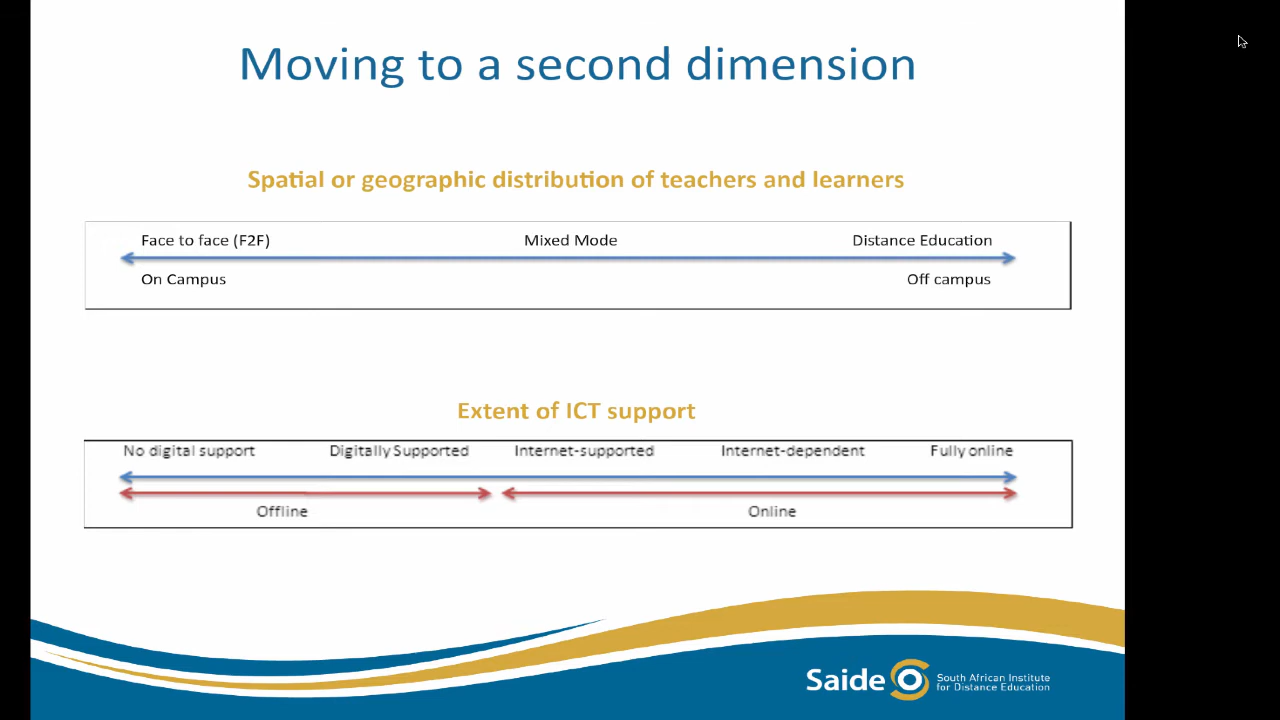 Moving to a second dimension
Spatial or geographic distribution of teachers and learners
Face to face (F2F) Mixed Mode Distance Education
On Campus Off campus
Extent of ICT support
No digital support Digitally Supported Internet-supported Internet-dependent Fully online
Offline Online
Saide South African Institute
for Distance Education